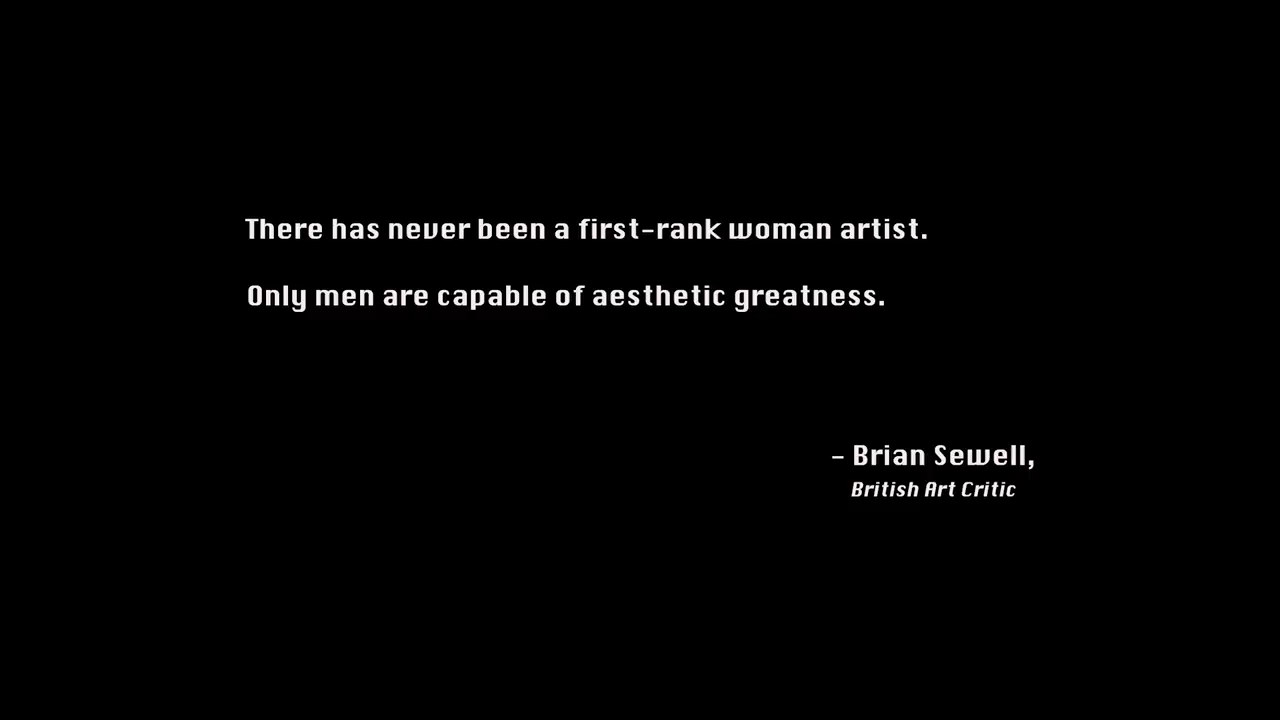 There has never been a first-rank woman artist.
Only men are capable of aesthetic greatness.
– Brian Sewell,
British Art Critic